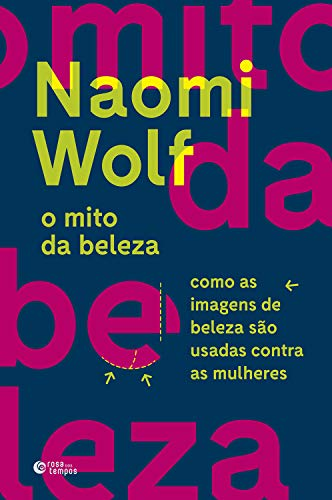 o mito
da
be
leza
Naomi
Wolf
o mito
da beleza
como as
imagens de
beleza são
usadas contra
as mulheres
rosa dos
tempos